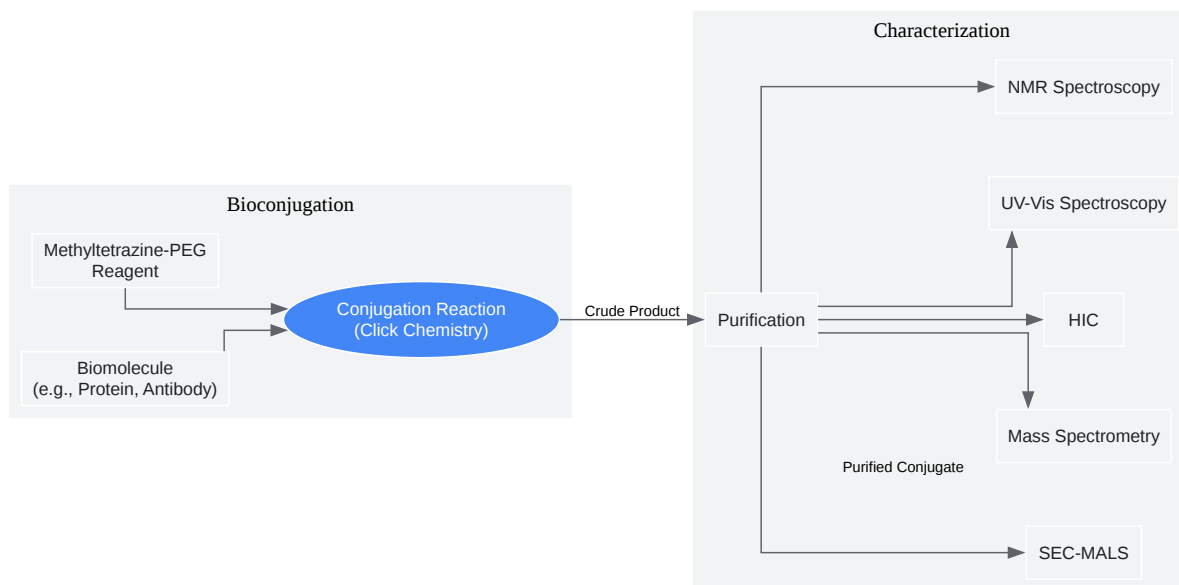 Bioconjugation
Methyltetrazine-PEG
Reagent
Biomolecule
(e.g., Protein, Antibody)
Conjugation Reaction
(Click Chemistry)
Crude Product
Characterization
Purification
NMR Spectroscopy
UV-Vis Spectroscopy
HIC
Mass Spectrometry
Purified Conjugate
SEC-MALS